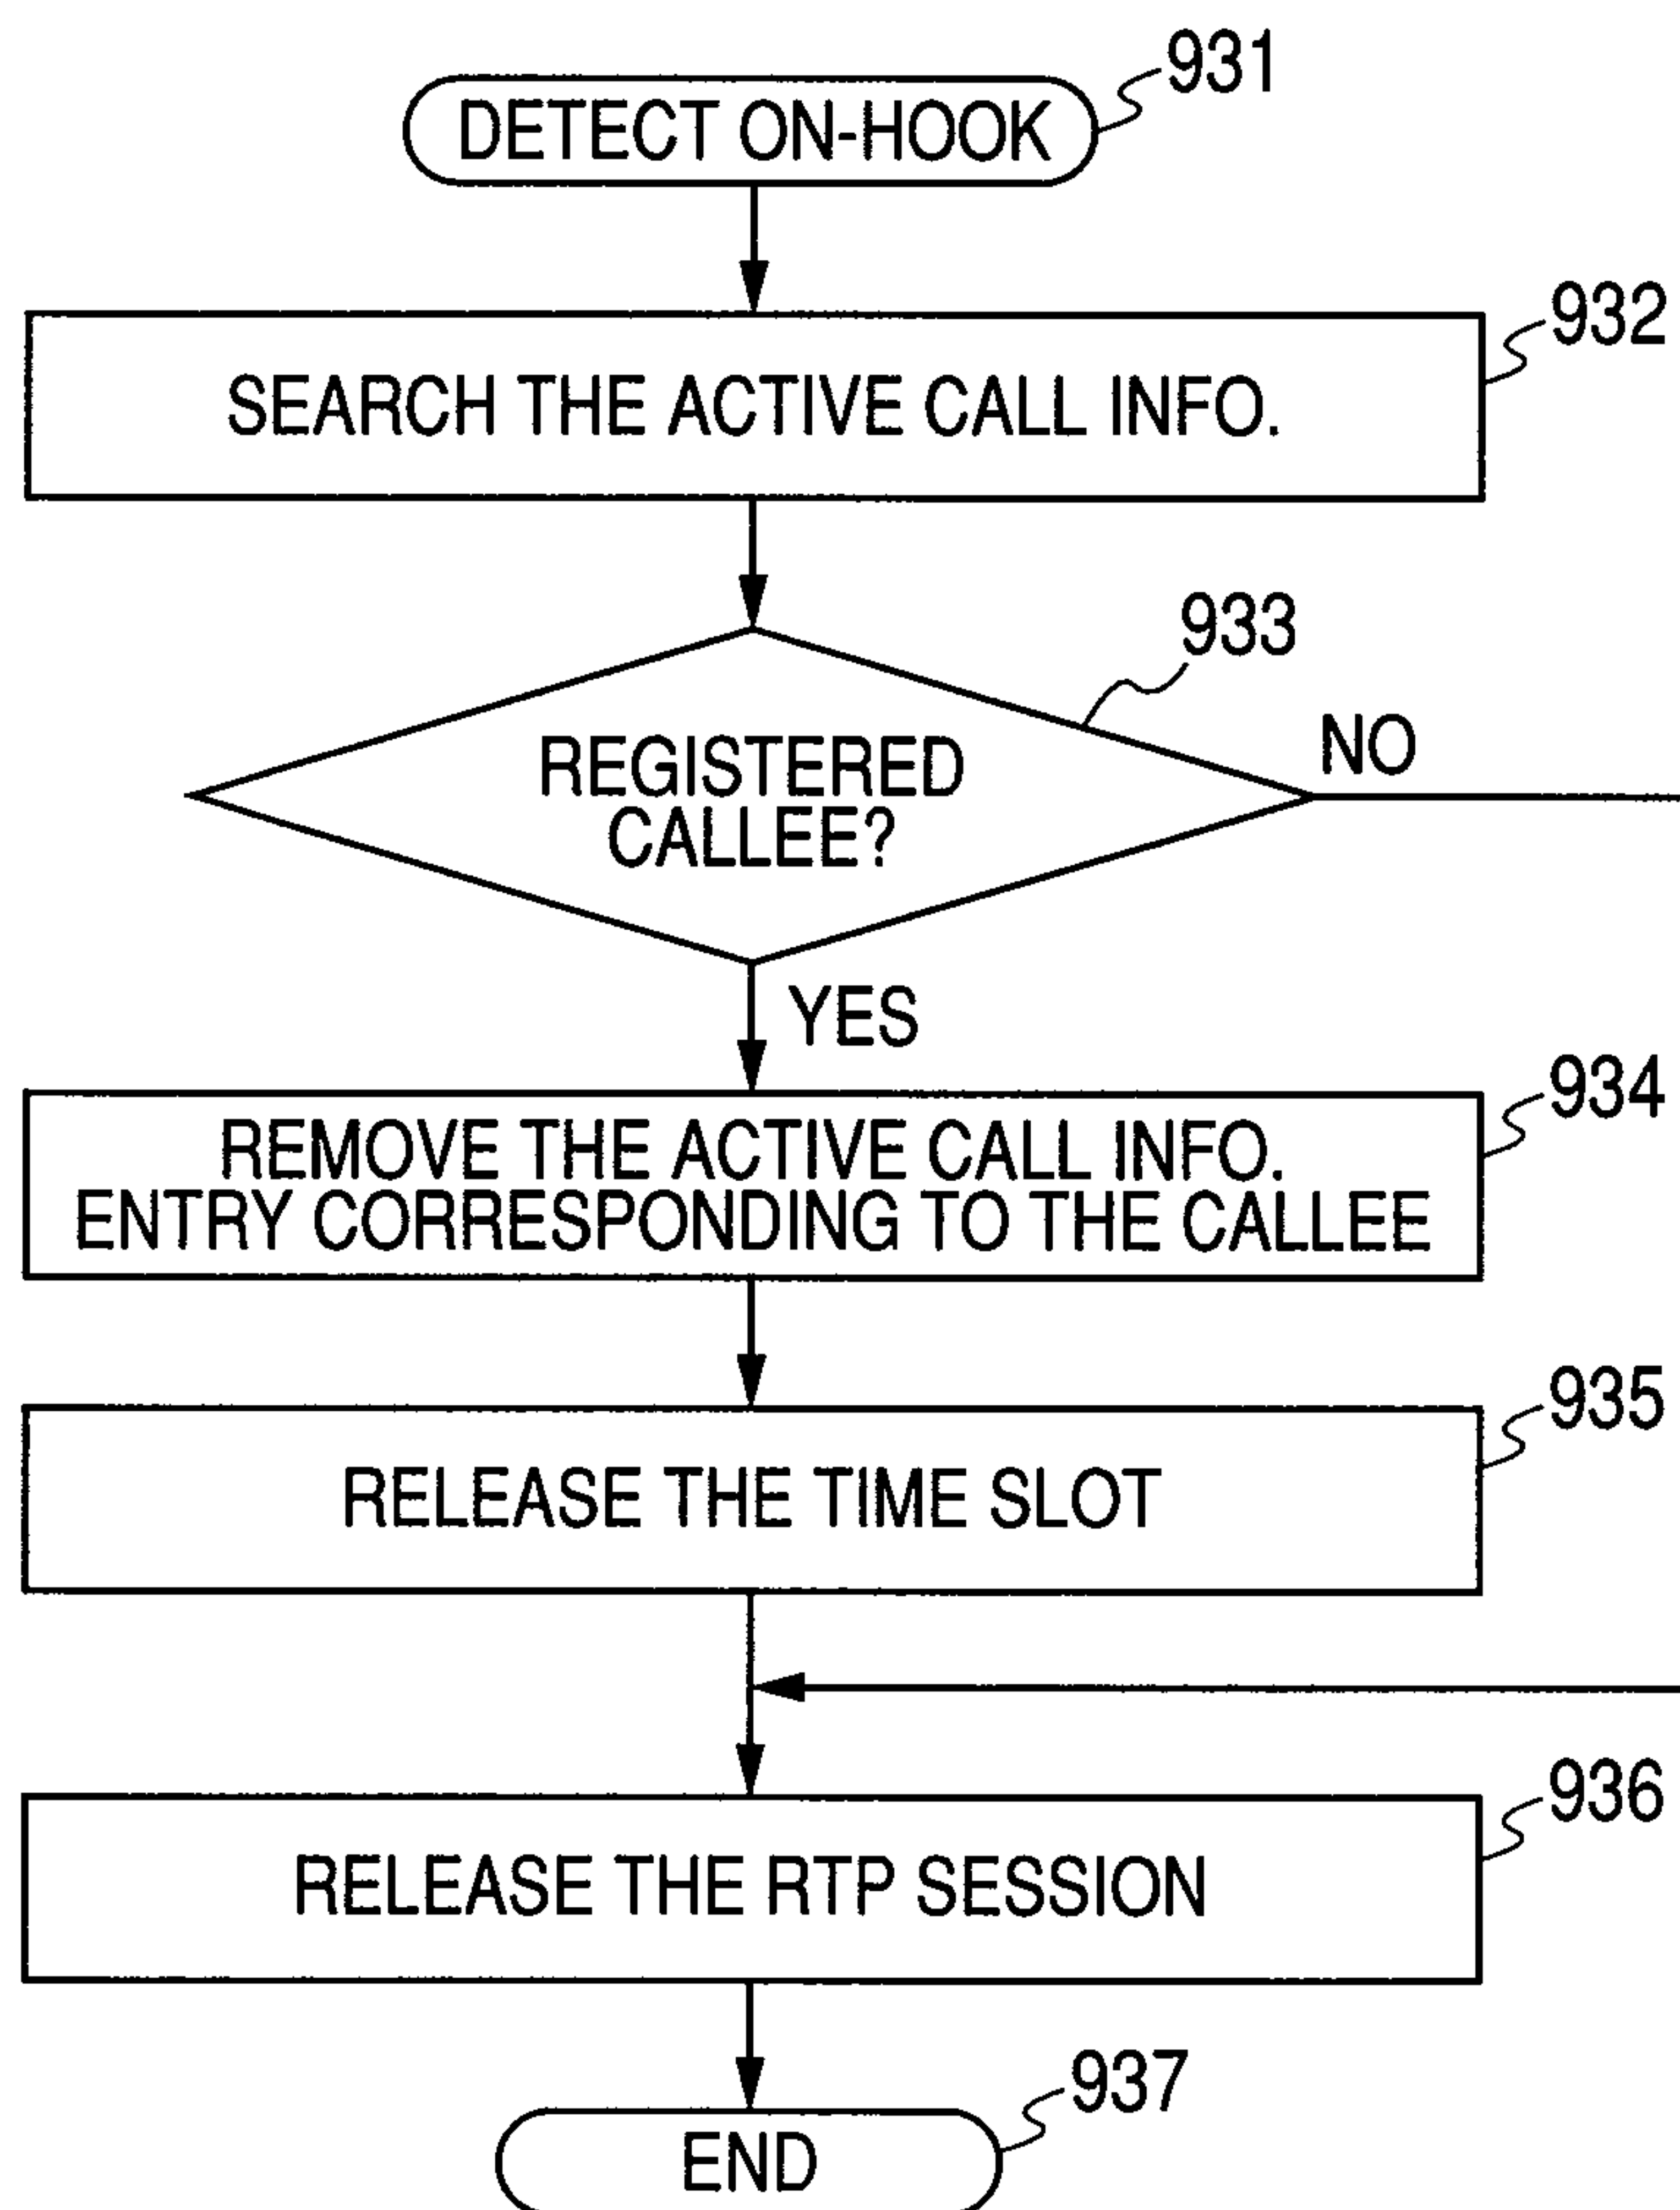 DETECT ON-HOOK
931
932
SEARCH THE ACTIVE CALL INFO.
933
REGISTERED
CALLEE?
NO
YES
934
REMOVE THE ACTIVE CALL INFO.
ENTRY CORRESPONDING TO THE CALLEE
935
RELEASE THE TIME SLOT
936
RELEASE THE RTP SESSION
937
END